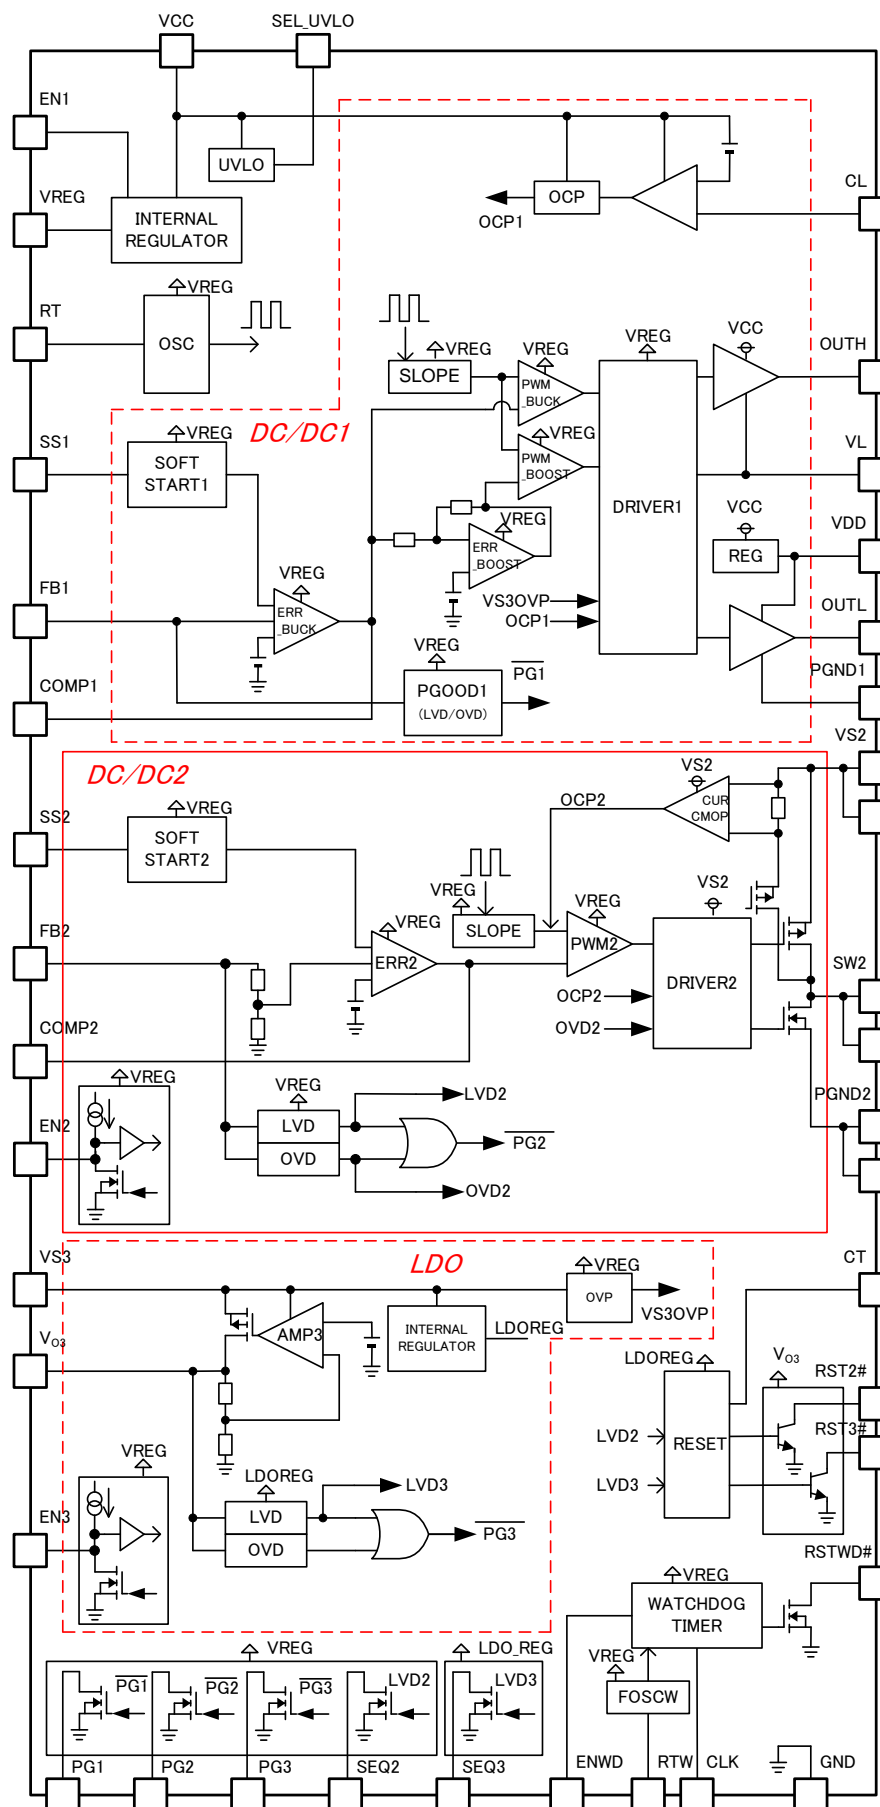 VCC
SEL_UVLO
EN1
UVLO
VREG
INTERNAL
REGULATOR
OCP
OCP1
CL
RT
VREG
OSC
VREG
SLOPE
VREG
PWM
_BUCK
VREG
VCC
OUTH
DC/DC1
SS1
VREG
SOFT
START1
VREG
PWM
_BOOST
VL
DRIVER1
VCC
VDD
REG
VREG
ERR
_BOOST
FB1
VREG
ERR
_BUCK
VS3OVP
OCP1
OUTL
COMP1
VREG
PGOOD1
(LVD/OVD)
PG1
PGND1
VS2
DC/DC2
VS2
CUR
CMOP
OCP2
SS2
VREG
SOFT
START2
VREG
SLOPE
VREG
PWM2
VS2
DRIVER2
FB2
VREG
ERR2
SW2
OCP2
OVD2
COMP2
VREG
EN2
VREG
LVD
OVD
LVD2
PG2
OVD2
PGND2
VS3
LDO
VREG
OVP
VS3OVP
CT
AMP3
INTERNAL
REGULATOR
LDOREG
VO3
LDOREG
VO3
RST2#
RESET
LVD2
LVD3
RST3#
VREG
EN3
LDOREG
LVD
OVD
LVD3
PG3
RSTWD#
VREG
WATCHDOG
TIMER
VREG
FOSCW
VREG
LDO_REG
PG1
PG2
PG3
LVD2
LVD3
PG1
PG2
PG3
SEQ2
SEQ3
ENWD
RTW
CLK
GND